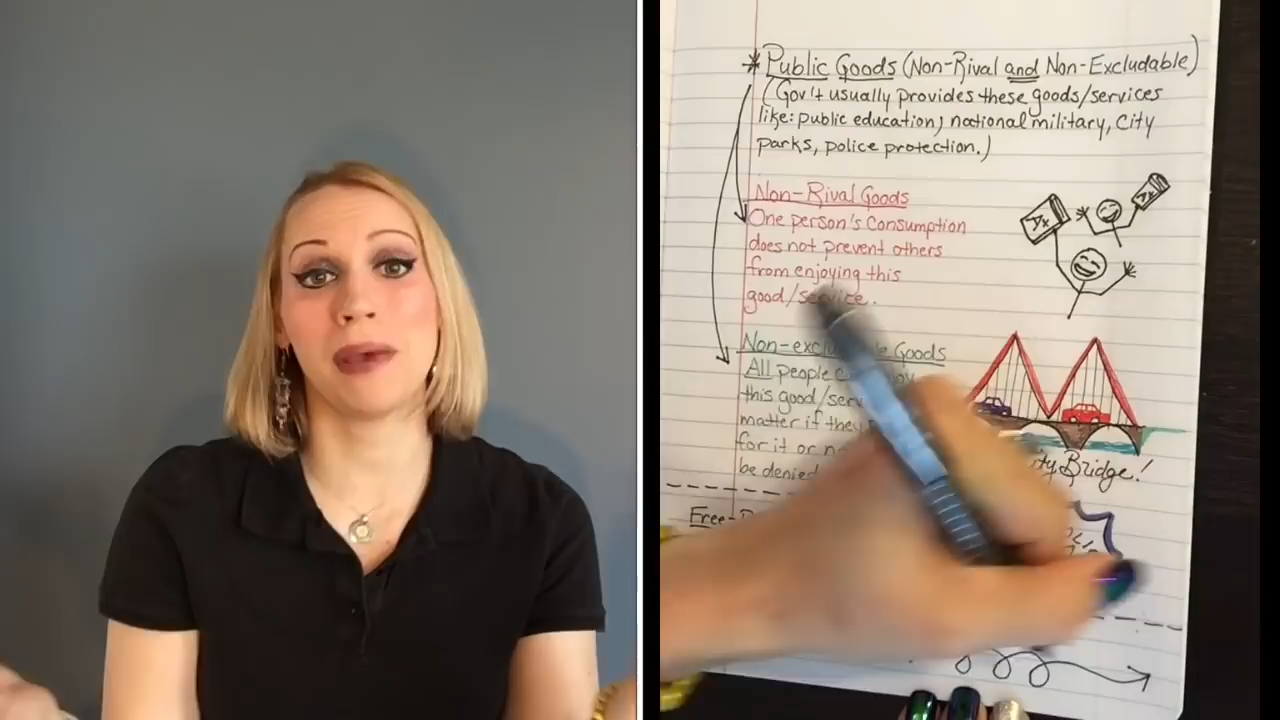 * Public Goods (Non-Rival and Non-Excludable)
(Gov't usually provides these goods/services
like: public education, national military, city
parks, police protection.)
Non-Rival Goods
One person's consumption
does not prevent others
from enjoying this
good/service.
Non-excludable Goods
All people
this good/
matter if they
for it or
be denied
City Bridge!
Free-